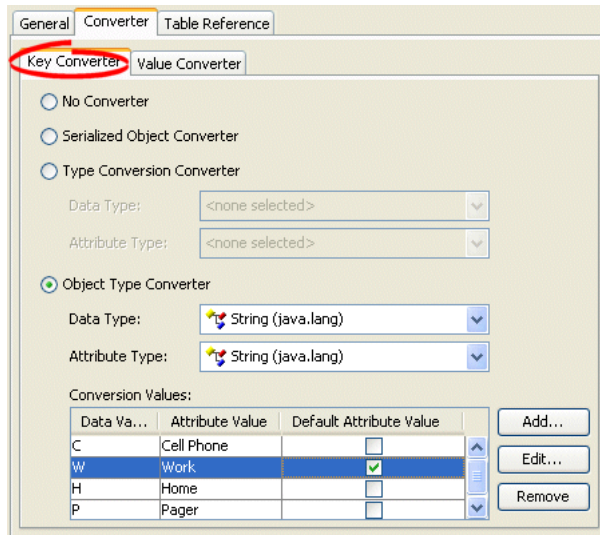 General Converter Table Reference
Key Converter Value Converter
No Converter
Serialized Object Converter
Type Conversion Converter
Data Type: <none selected>
Attribute Type: <none selected>
Object Type Converter
Data Type: String (java.lang)
Attribute Type: String (java.lang)
Conversion Values:
Data Va... Attribute Value Default Attribute Value Add...
C Cell Phone
W Work Edit...
H Home Remove
P Pager